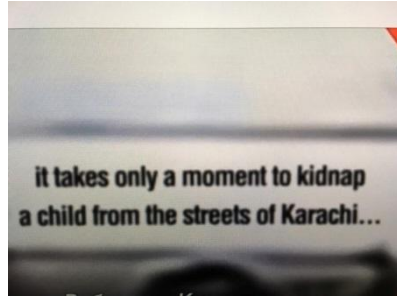 it takes only a moment to kidnap
a child from the streets of Karachi...